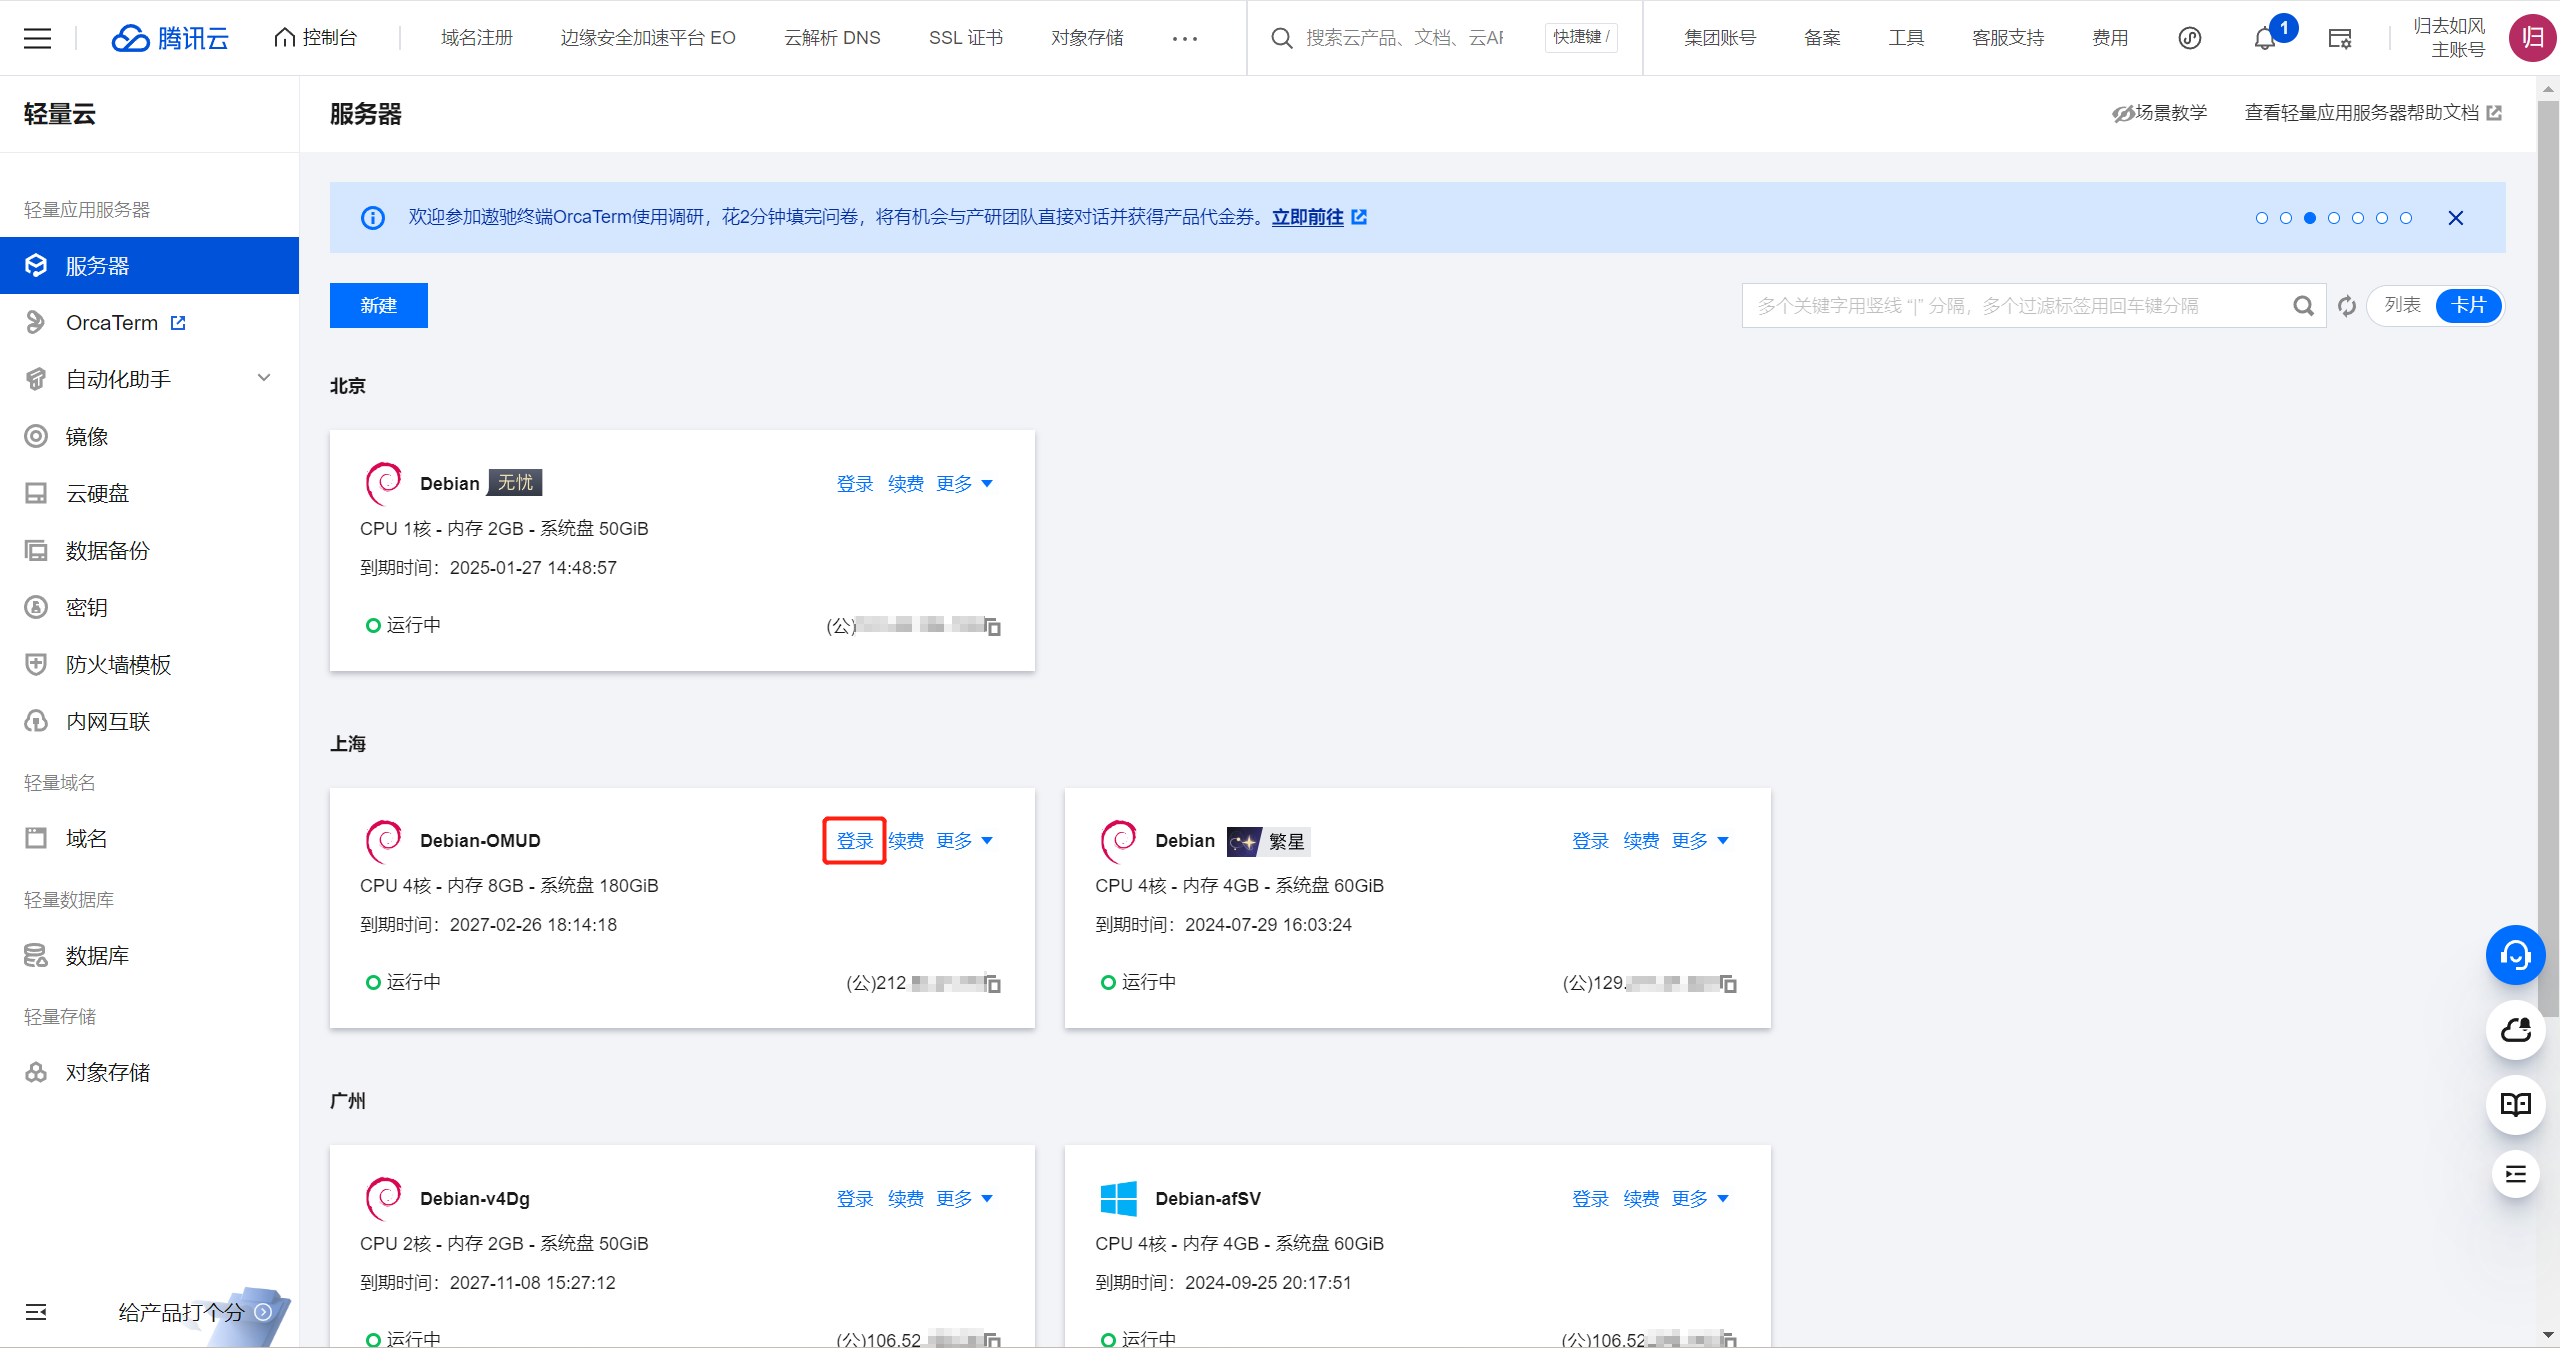 腾讯云
控制台
域名注册
边缘安全加速平台 EO
云解析 DNS
SSL 证书
对象存储
搜索云产品、文档、云AF
快捷键 /
集团账号
备案
工具
客服支持
费用
1
归去如风
主账号
归
轻量云
服务器
场景教学
查看轻量应用服务器帮助文档
轻量应用服务器
服务器
OrcaTerm
自动化助手
镜像
云硬盘
数据备份
密钥
防火墙模板
内网互联
轻量域名
域名
轻量数据库
数据库
轻量存储
对象存储
给产品打个分
欢迎参加遨驰终端OrcaTerm使用调研，花2分钟填完问卷，将有机会与产研团队直接对话并获得产品代金券。立即前往
新建
多个关键字用竖线 “|” 分隔，多个过滤标签用回车键分隔
列表
卡片
北京
Debian 无忧
登录 续费 更多
CPU 1核 - 内存 2GB - 系统盘 50GiB
到期时间：2025-01-27 14:48:57
运行中
(公)
上海
Debian-OMUD
登录 续费 更多
CPU 4核 - 内存 8GB - 系统盘 180GiB
到期时间：2027-02-26 18:14:18
运行中
(公)212
Debian 繁星
登录 续费 更多
CPU 4核 - 内存 4GB - 系统盘 60GiB
到期时间：2024-07-29 16:03:24
运行中
(公)129.
广州
Debian-v4Dg
登录 续费 更多
CPU 2核 - 内存 2GB - 系统盘 50GiB
到期时间：2027-11-08 15:27:12
运行中
(公)106.52
Debian-afSV
登录 续费 更多
CPU 4核 - 内存 4GB - 系统盘 60GiB
到期时间：2024-09-25 20:17:51
运行中
(公)106.52